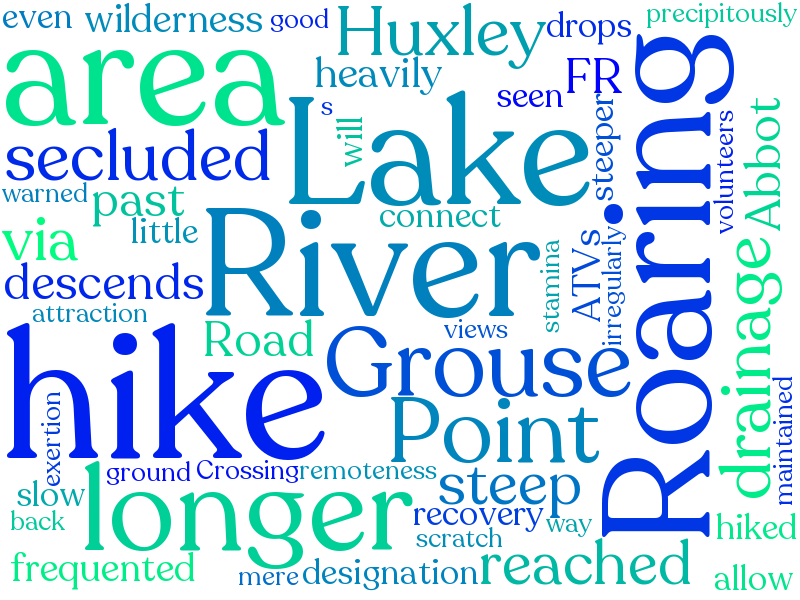 even wilderness good Huxley drops precipitously
area heavily seen FR
s will Lake steeper
secluded
warned past connect volunteers Abbot
via little River Roaring
descends stamina ATVs irregularly
attraction Road views drainage
hike Grouse
exertion Point maintained
ground Crossing remoteness
slow longer steep
back recovery way hiked
scratch
frequented mere designation reached allow